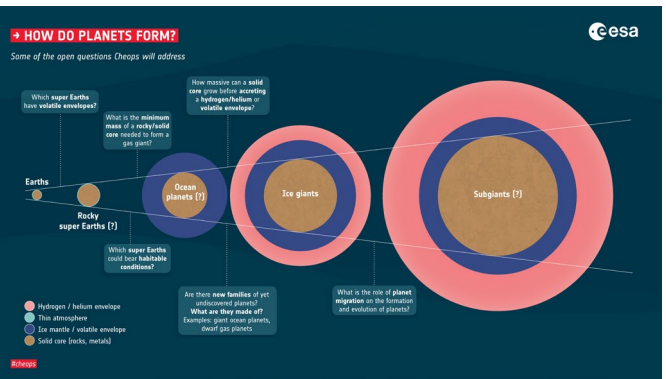 → HOW DO PLANETS FORM?
esa
Some of the open questions Cheops will address
Which super Earths
have volatile envelopes?
What is the minimum
mass of a rocky/solid
core needed to form a
gas giant?
How massive can a solid
core grow before accreting
a hydrogen/helium or
volatile envelope?
Earths
Rocky
super Earths (?)
Ocean
planets (?)
Ice giants
Subgiants (?)
Which super Earths
could bear habitable
conditions?
Are there new families of yet
undiscovered planets?
What are they made of?
Examples: giant ocean planets,
dwarf gas planets
What is the role of planet
migration on the formation
and evolution of planets?
Hydrogen / helium envelope
Thin atmosphere
Ice mantle / volatile envelope
Solid core (rocks, metals)
#cheops